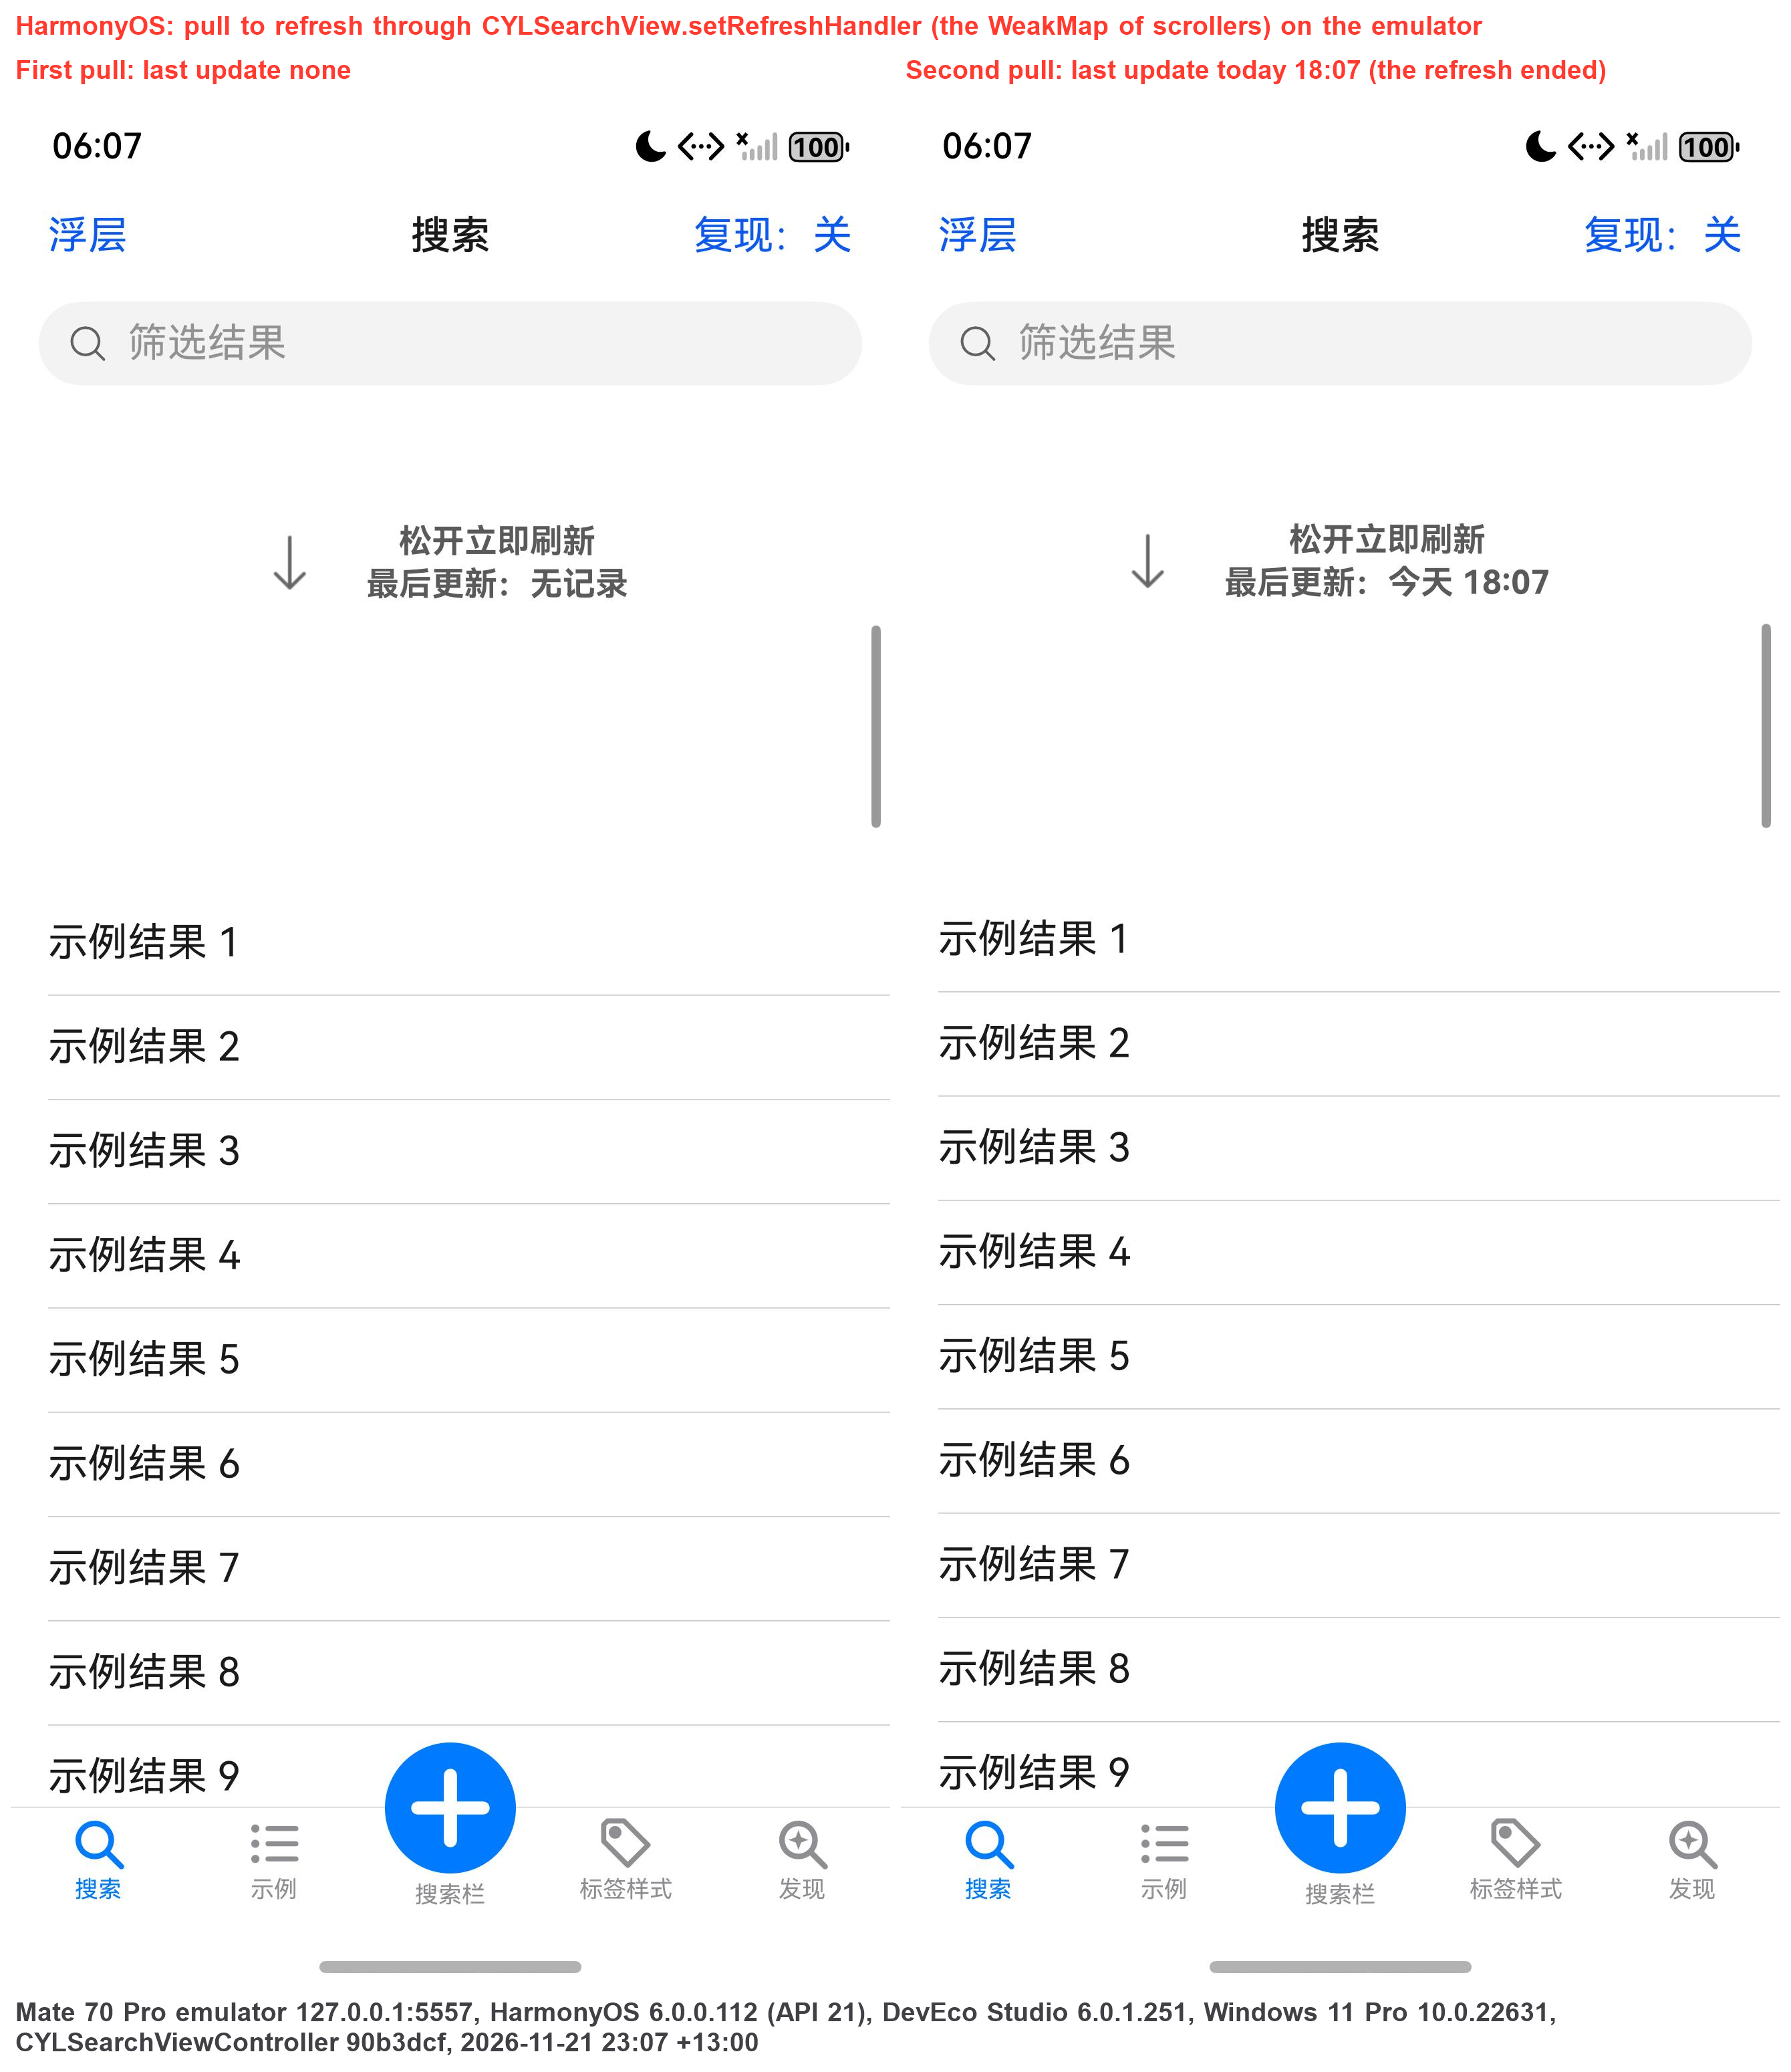 HarmonyOS: pull to refresh through CYLSearchView.setRefreshHandler (the WeakMap of scrollers) on the emulator
First pull: last update none
Second pull: last update today 18:07 (the refresh ended)
06:07
100
浮层
搜索
复现：关
筛选结果
松开立即刷新
最后更新：无记录
示例结果 1
示例结果 2
示例结果 3
示例结果 4
示例结果 5
示例结果 6
示例结果 7
示例结果 8
示例结果 9
搜索
示例
搜索栏
标签样式
发现
06:07
100
浮层
搜索
复现：关
筛选结果
松开立即刷新
最后更新：今天 18:07
示例结果 1
示例结果 2
示例结果 3
示例结果 4
示例结果 5
示例结果 6
示例结果 7
示例结果 8
示例结果 9
搜索
示例
搜索栏
标签样式
发现
Mate 70 Pro emulator 127.0.0.1:5557, HarmonyOS 6.0.0.112 (API 21), DevEco Studio 6.0.1.251, Windows 11 Pro 10.0.22631,
CYLSearchViewController 90b3dcf, 2026-11-21 23:07 +13:00